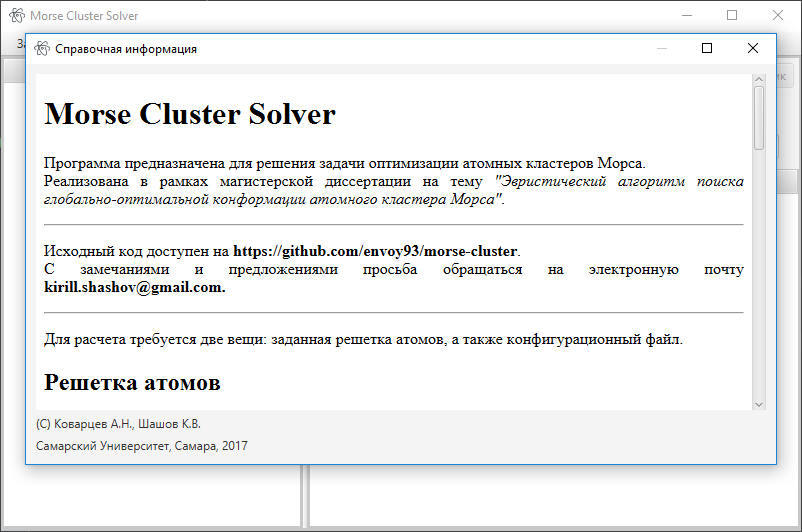 Morse Cluster Solver
За
Справочная информация
ик
Morse Cluster Solver
Программа предназначена для решения задачи оптимизации атомных кластеров Морса.
Реализована в рамках магистерской диссертации на тему "Эвристический алгоритм поиска
глобально-оптимальной конформации атомного кластера Морса".
Исходный код доступен на https://github.com/envoy93/morse-cluster.
С замечаниями и предложениями просьба обращаться на электронную почту
kirill.shashov@gmail.com.
Для расчета требуется две вещи: заданная решетка атомов, а также конфигурационный файл.
Решетка атомов
(С) Коварцев А.Н., Шашов К.В.
Самарский Университет, Самара, 2017